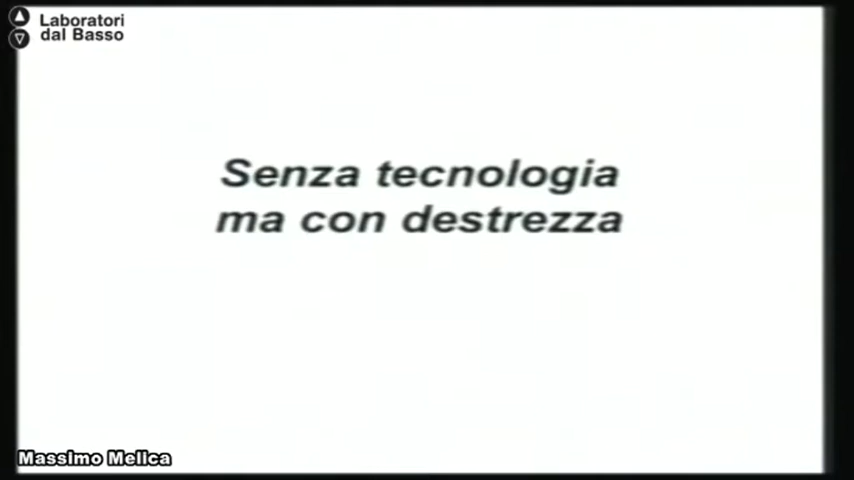 Laboratori
dal Basso
Senza tecnologia
ma con destrezza
Massimo Melica